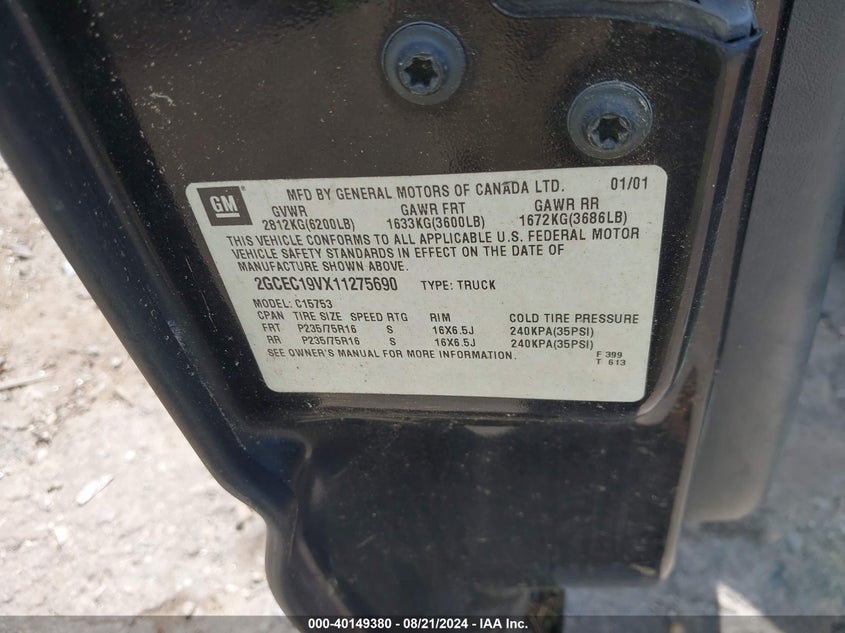 GM
MFD BY GENERAL MOTORS OF CANADA LTD. 01/01
GVWR GAWR FRT GAWR RR
2812KG(6200LB) 1633KG(3600LB) 1672KG(3686LB)
THIS VEHICLE CONFORMS TO ALL APPLICABLE U.S. FEDERAL MOTOR
VEHICLE SAFETY STANDARDS IN EFFECT ON THE DATE OF
MANUFACTURE SHOWN ABOVE.
2GCEC19VX11275690 TYPE: TRUCK
MODEL: C15753
CPAN TIRE SIZE SPEED RTG RIM COLD TIRE PRESSURE
FRT P235/75R16 S 16X6.5J 240KPA(35PSI)
RR P235/75R16 S 16X6.5J 240KPA(35PSI)
SEE OWNER'S MANUAL FOR MORE INFORMATION.
F 399
T 613
000-40149380 - 08/21/2024 - IAA Inc.